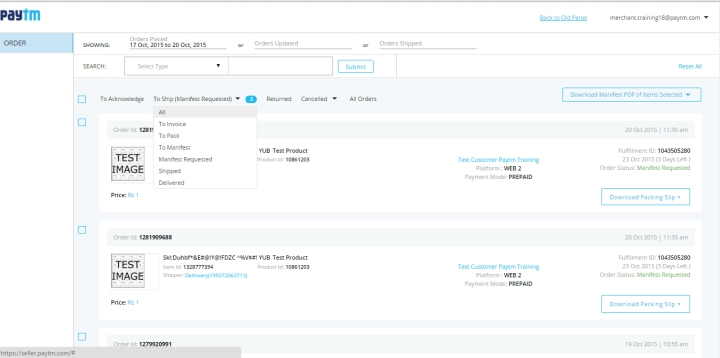 paytm
Back to Old Panel
merchant.training18@paytm.com
ORDER
SHOWING:
Orders Placed
17 Oct, 2015 to 20 Oct, 2015
or
Orders Updated
or
Orders Shipped
SEARCH:
Select Type
Submit
Reset All
To Acknowledge
To Ship (Manifest Requested)
Returned
Cancelled
All Orders
Download Manifest PDF of Items Selected
All
To Invoice
To Pack
To Manifest
Manifest Requested
Shipped
Delivered
Order Id: 1281
20 Oct 2015 | 11:35 am
TEST
IMAGE
YUB Test Product
Product Id: 10861203
Test Customer Paytm Training
Platform : WEB 2
Payment Mode: PREPAID
Fulfillment ID: 1043505280
23 Oct 2015 (3 Days Left )
Order Status: Manifest Requested
Price: Rs 1
Download Packing Slip
Order Id: 1281909688
20 Oct 2015 | 11:35 am
TEST
IMAGE
YUB Test Product
Item Id: 1328777394
Product Id: 10861203
Shipper: Delhivery(195072063713)
Test Customer Paytm Training
Platform : WEB 2
Payment Mode: PREPAID
Fulfillment ID: 1043505280
23 Oct 2015 (3 Days Left )
Order Status: Manifest Requested
Price: Rs 1
Download Packing Slip
Order Id: 1279920991
19 Oct 2015 | 10:55 am
https://seller.paytm.com/#